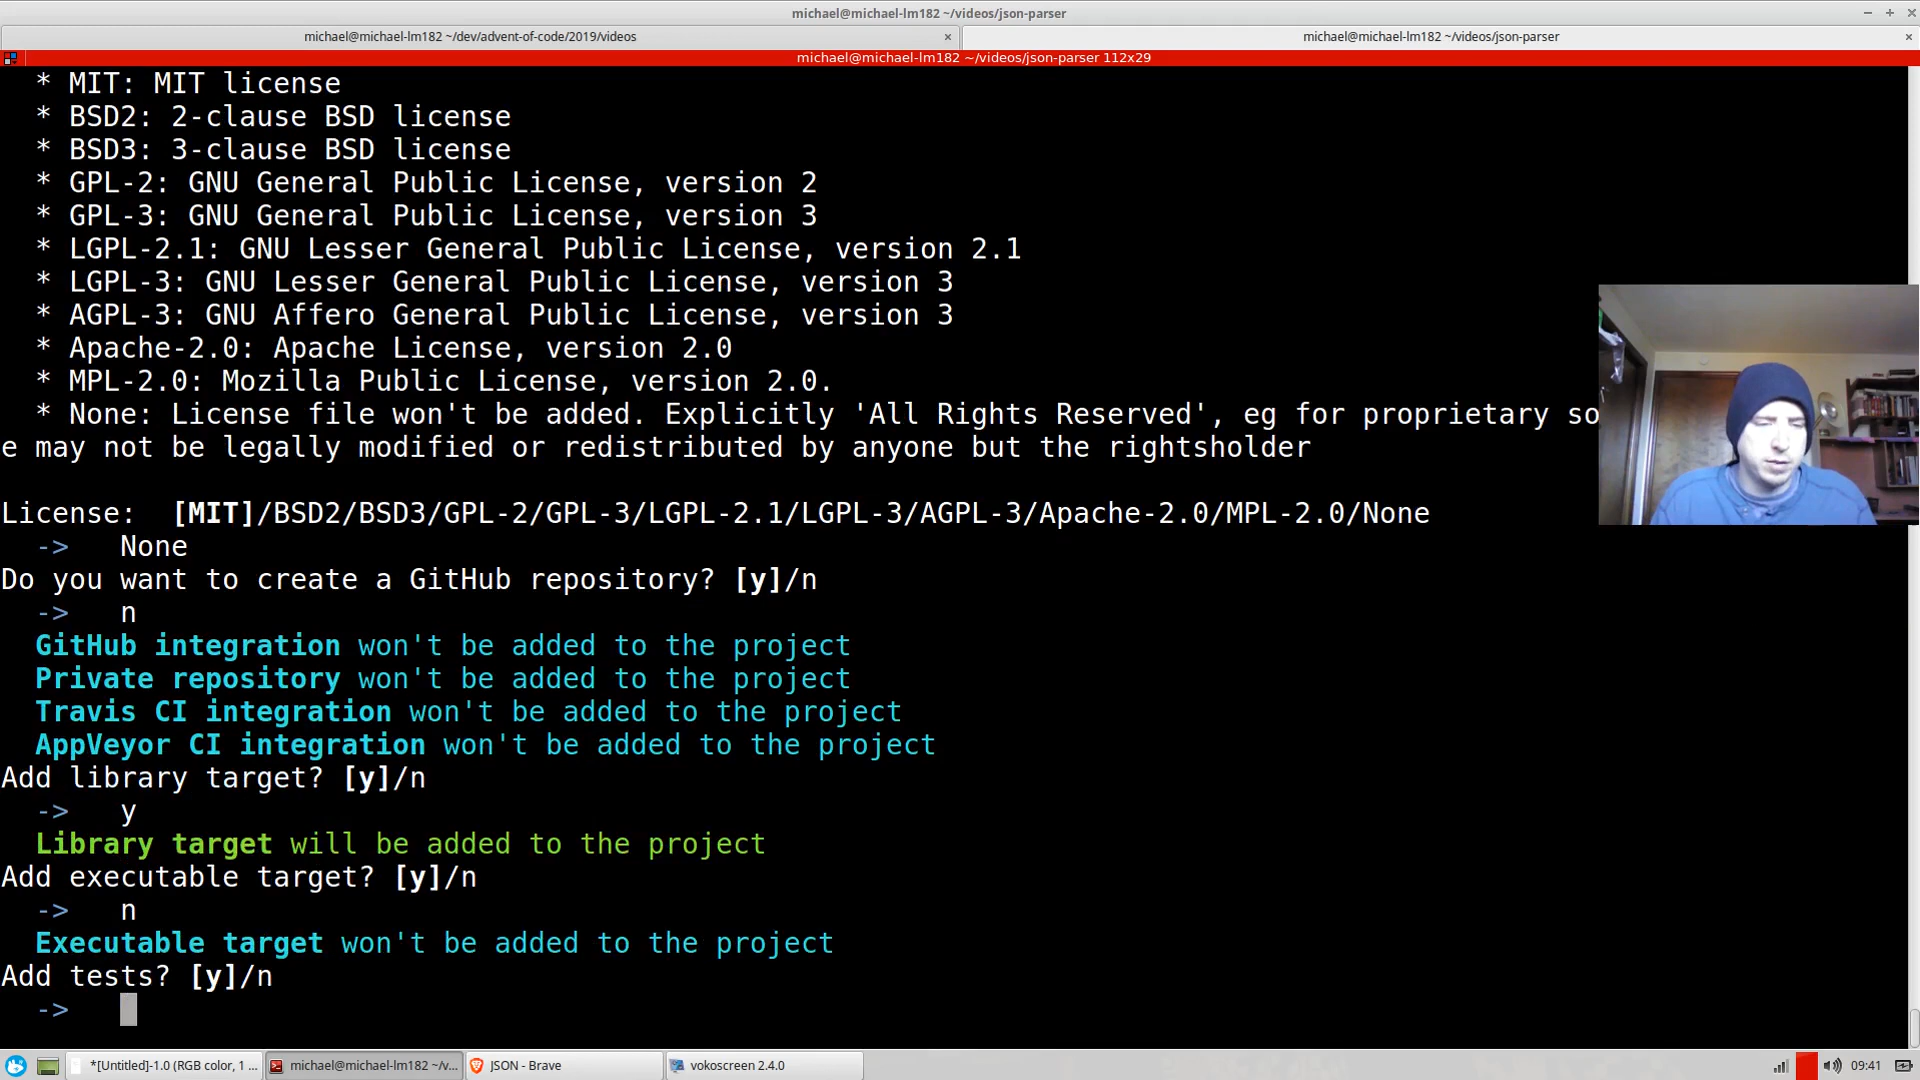 michael@michael-lm182 ~/videos/json-parser
michael@michael-lm182 ~/dev/advent-of-code/2019/videos
michael@michael-lm182 ~/videos/json-parser
michael@michael-lm182 ~/videos/json-parser 112x29
* MIT: MIT license
* BSD2: 2-clause BSD license
* BSD3: 3-clause BSD license
* GPL-2: GNU General Public License, version 2
* GPL-3: GNU General Public License, version 3
* LGPL-2.1: GNU Lesser General Public License, version 2.1
* LGPL-3: GNU Lesser General Public License, version 3
* AGPL-3: GNU Affero General Public License, version 3
* Apache-2.0: Apache License, version 2.0
* MPL-2.0: Mozilla Public License, version 2.0.
* None: License file won't be added. Explicitly 'All Rights Reserved', eg for proprietary so
e may not be legally modified or redistributed by anyone but the rightsholder
License:  [MIT]/BSD2/BSD3/GPL-2/GPL-3/LGPL-2.1/LGPL-3/AGPL-3/Apache-2.0/MPL-2.0/None
->   None
Do you want to create a GitHub repository? [y]/n
->   n
GitHub integration won't be added to the project
Private repository won't be added to the project
Travis CI integration won't be added to the project
AppVeyor CI integration won't be added to the project
Add library target? [y]/n
->   y
Library target will be added to the project
Add executable target? [y]/n
->   n
Executable target won't be added to the project
Add tests? [y]/n
->
*[Untitled]-1.0 (RGB color, 1 ...
michael@michael-lm182 ~/v...
JSON - Brave
vokoscreen 2.4.0
09:41